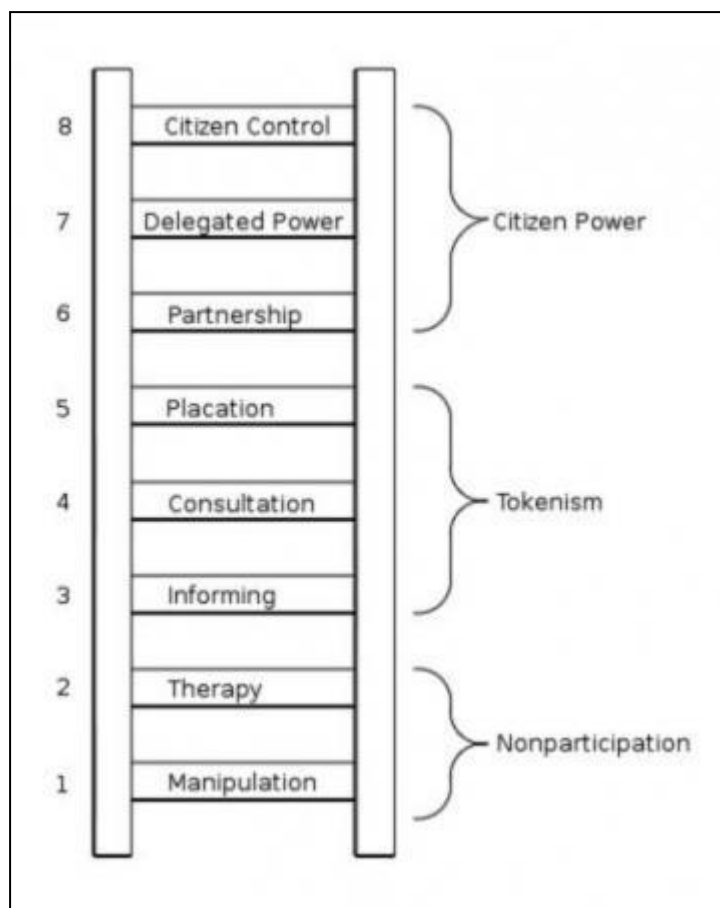 8 Citizen Control
7 Delegated Power
Citizen Power
6 Partnership
5 Placation
4 Consultation
Tokenism
3 Informing
2 Therapy
Nonparticipation
1 Manipulation